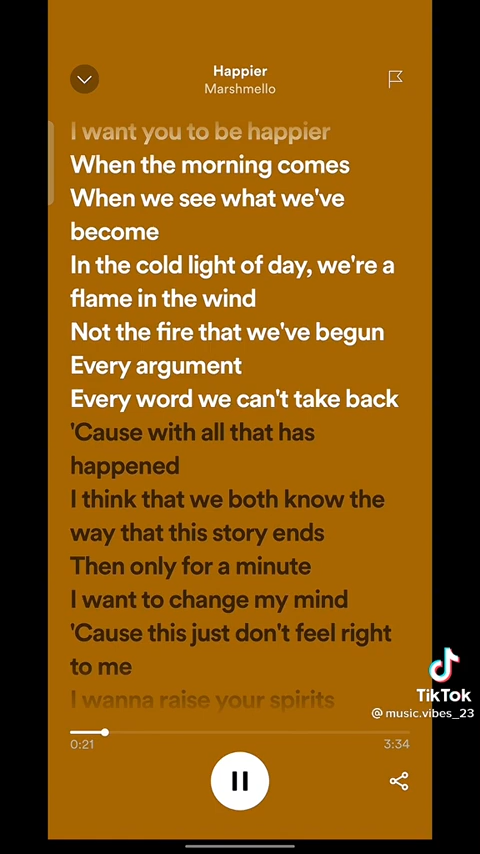 Happier
Marshmello
I want you to be happier
When the morning comes
When we see what we've
become
In the cold light of day, we're a
flame in the wind
Not the fire that we've begun
Every argument
Every word we can't take back
'Cause with all that has
happened
I think that we both know the
way that this story ends
Then only for a minute
I want to change my mind
'Cause this just don't feel right
to me
I wanna raise your spirits
TikTok
@music.vibes_23
0:21
3:34